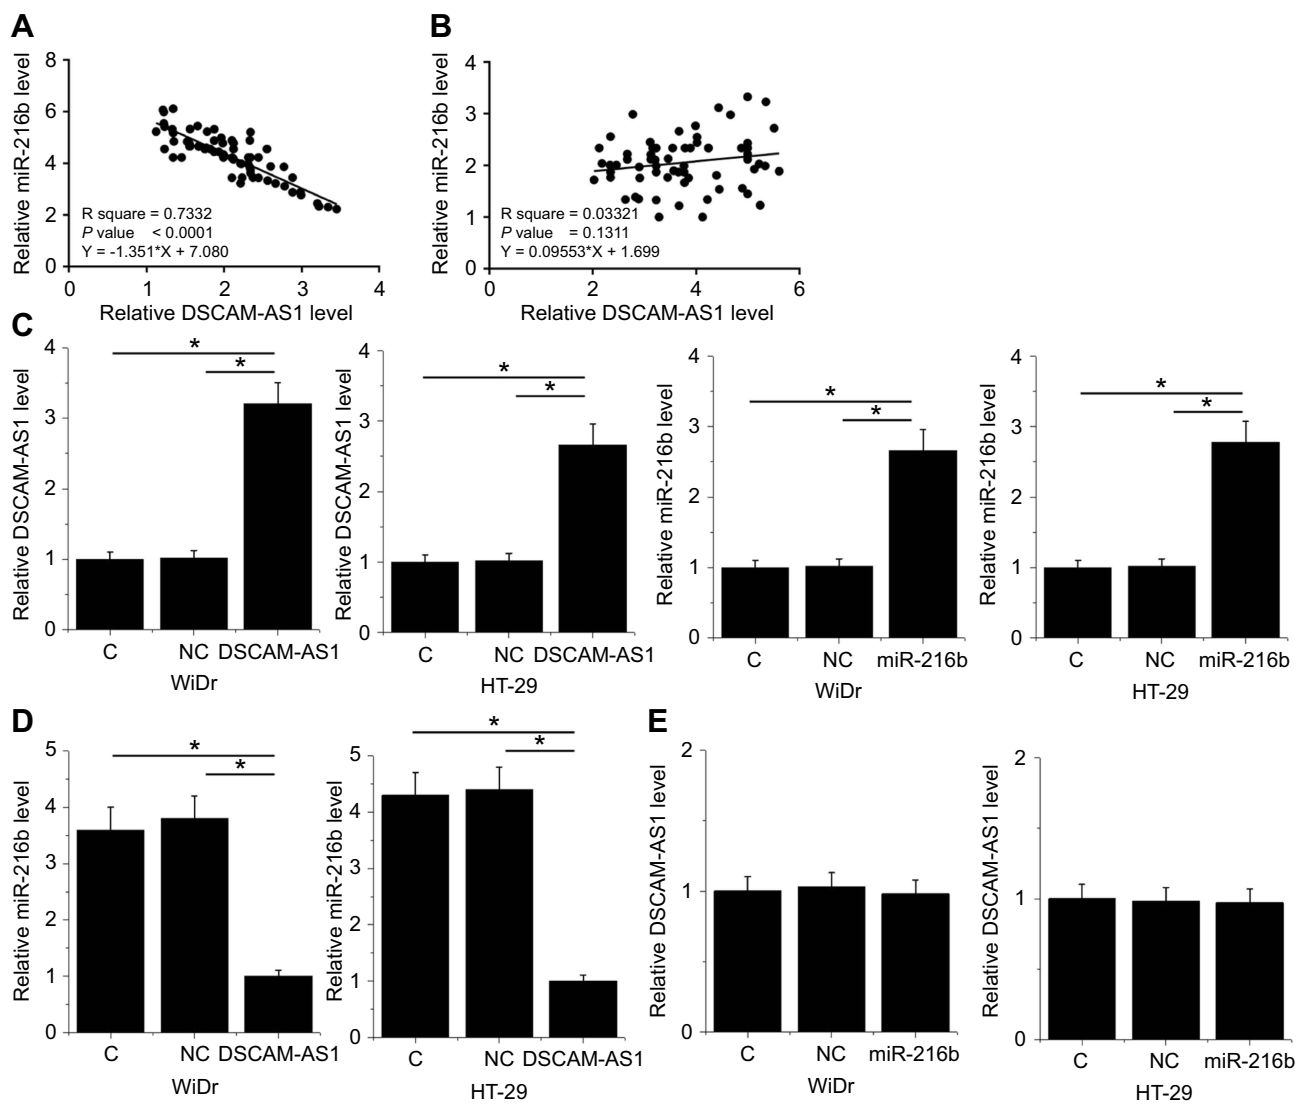 A
Relative miR-216b level
8
6
4
2
0
R square = 0.7332
P value < 0.0001
Y = -1.351*X + 7.080
0 1 2 3 4
Relative DSCAM-AS1 level
B
Relative miR-216b level
4
3
2
1
0
R square = 0.03321
P value = 0.1311
Y = 0.09553*X + 1.699
0 2 4 6
Relative DSCAM-AS1 level
C
Relative DSCAM-AS1 level
4
3
2
1
0
*
*
C NC DSCAM-AS1
WiDr
Relative DSCAM-AS1 level
4
3
2
1
0
*
*
C NC DSCAM-AS1
HT-29
Relative miR-216b level
4
3
2
1
0
*
*
C NC miR-216b
WiDr
Relative miR-216b level
4
3
2
1
0
*
*
C NC miR-216b
HT-29
D
Relative miR-216b level
5
4
3
2
1
0
*
*
C NC DSCAM-AS1
WiDr
Relative miR-216b level
5
4
3
2
1
0
*
*
C NC DSCAM-AS1
HT-29
E
Relative DSCAM-AS1 level
2
1
0
C NC miR-216b
WiDr
Relative DSCAM-AS1 level
2
1
0
C NC miR-216b
HT-29